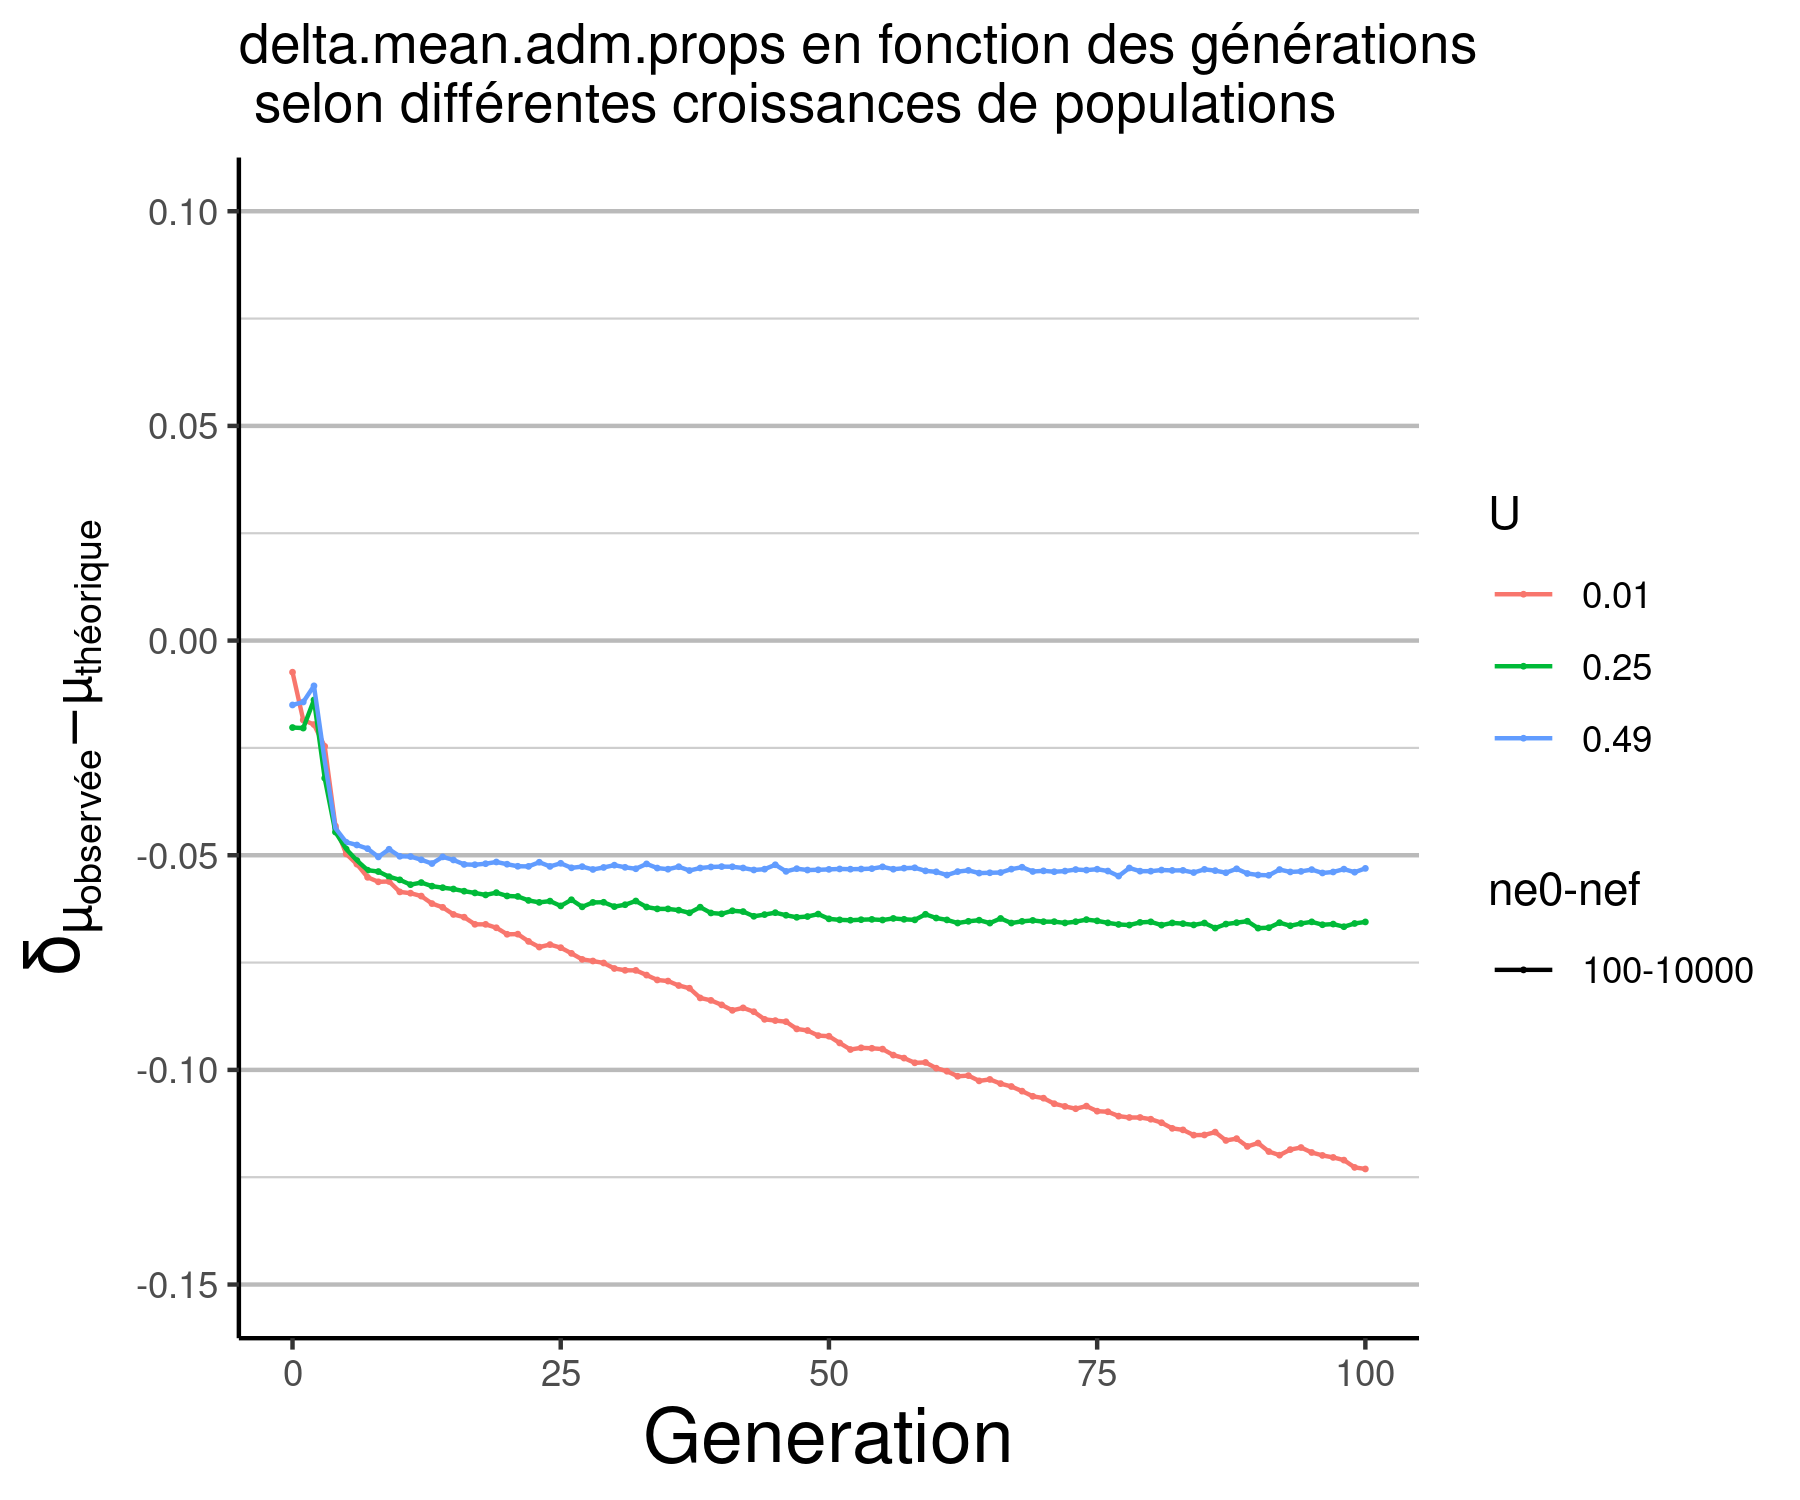 delta.mean.adm.props en fonction des générations
selon différentes croissances de populations
δμobservée−μthéorique
0.10
0.05
0.00
-0.05
-0.10
-0.15
0 25 50 75 100
Generation
U
0.01
0.25
0.49
ne0-nef
100-10000